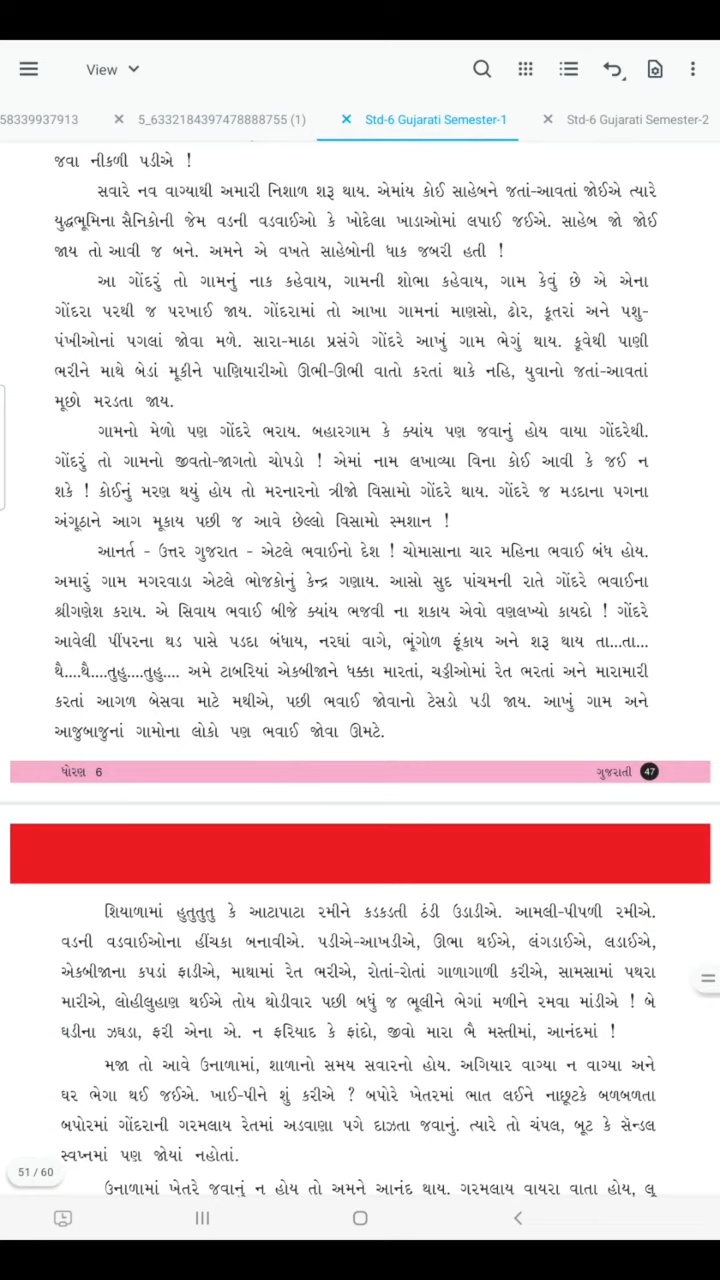 View
58339937913 × 5_6332184397478888755 (1) × Std-6 Gujarati Semester-1 × Std-6 Gujarati Semester-2
જવા નીકળી પડીએ !
સવારે નવ વાગ્યાથી અમારી નિશાળ શરૂ થાય. એમાંય કોઈ સાહેબને જતાં-આવતાં જોઈએ ત્યારે
યુદ્ધભૂમિના સૈનિકોની જેમ વડની વડવાઈઓ કે ખોદેલા ખાડાઓમાં લપાઈ જઈએ. સાહેબ જો જોઈ
જાય તો આવી જ બને. અમને એ વખતે સાહેબોની ધાક જબરી હતી !
આ ગોંદરું તો ગામનું નાક કહેવાય, ગામની શોભા કહેવાય, ગામ કેવું છે એ એના
ગોંદરા પરથી જ પરખાઈ જાય. ગોંદરામાં તો આખા ગામનાં માણસો, ઢોર, કૂતરાં અને પશુ-
પંખીઓનાં પગલાં જોવા મળે. સારા-માઠા પ્રસંગે ગોંદરે આખું ગામ ભેગું થાય. કૂવેથી પાણી
ભરીને માથે બેડાં મૂકીને પાણિયારીઓ ઊભી-ઊભી વાતો કરતાં થાકે નહિ, યુવાનો જતાં-આવતાં
મૂછો મરડતા જાય.
ગામનો મેળો પણ ગોંદરે ભરાય. બહારગામ કે ક્યાંય પણ જવાનું હોય વાયા ગોંદરેથી.
ગોંદરું તો ગામનો જીવતો-જાગતો ચોપડો ! એમાં નામ લખાવ્યા વિના કોઈ આવી કે જઈ ન
શકે ! કોઈનું મરણ થયું હોય તો મરનારનો ત્રીજો વિસામો ગોંદરે થાય. ગોંદરે જ મડદાના પગના
અંગૂઠાને આગ મૂકાય પછી જ આવે છેલ્લો વિસામો સ્મશાન !
આનર્ત - ઉત્તર ગુજરાત - એટલે ભવાઈનો દેશ ! ચોમાસાના ચાર મહિના ભવાઈ બંધ હોય.
અમારું ગામ મગરવાડા એટલે ભોજકોનું કેન્દ્ર ગણાય. આસો સુદ પાંચમની રાતે ગોંદરે ભવાઈના
શ્રીગણેશ કરાય. એ સિવાય ભવાઈ બીજે ક્યાંય ભજવી ના શકાય એવો વણલખ્યો કાયદો ! ગોંદરે
આવેલી પીંપરના થડ પાસે પડદા બંધાય, નરઘાં વાગે, ભૂંગોળ ફૂંકાય અને શરૂ થાય તા...તા...
થૈ....થૈ....તુહુ....તુહુ.... અમે ટાબરિયાં એકબીજાને ધક્કા મારતાં, ચડ્ડીઓમાં રેત ભરતાં અને મારામારી
કરતાં આગળ બેસવા માટે મથીએ, પછી ભવાઈ જોવાનો ટેસડો પડી જાય. આખું ગામ અને
આજુબાજુનાં ગામોના લોકો પણ ભવાઈ જોવા ઊમટે.
ધોરણ 6 ગુજરાતી 47
શિયાળામાં હુતુતુતુ કે આટાપાટા રમીને કડકડતી ઠંડી ઉડાડીએ. આમલી-પીપળી રમીએ.
વડની વડવાઈઓના હીંચકા બનાવીએ. પડીએ-આખડીએ, ઊભા થઈએ, લંગડાઈએ, લડાઈએ,
એકબીજાના કપડાં ફાડીએ, માથામાં રેત ભરીએ, રોતાં-રોતાં ગાળાગાળી કરીએ, સામસામાં પથરા
મારીએ, લોહીલુહાણ થઈએ તોય થોડીવાર પછી બધું જ ભૂલીને ભેગાં મળીને રમવા માંડીએ ! બે
ઘડીના ઝઘડા, ફરી એના એ. ન ફરિયાદ કે ફાંદો, જીવો મારા ભૈ મસ્તીમાં, આનંદમાં !
મજા તો આવે ઉનાળામાં, શાળાનો સમય સવારનો હોય. અગિયાર વાગ્યા ન વાગ્યા અને
ઘર ભેગા થઈ જઈએ. ખાઈ-પીને શું કરીએ ? બપોરે ખેતરમાં ભાત લઈને નાછૂટકે બળબળતા
બપોરમાં ગોંદરાની ગરમલાય રેતમાં અડવાણા પગે દાઝતા જવાનું. ત્યારે તો ચંપલ, બૂટ કે સૅન્ડલ
સ્વપ્નમાં પણ જોયાં નહોતાં.
51 / 60
ઉનાળામાં ખેતરે જવાનું ન હોય તો અમને આનંદ થાય. ગરમલાય વાયરા વાતા હોય, લૂ